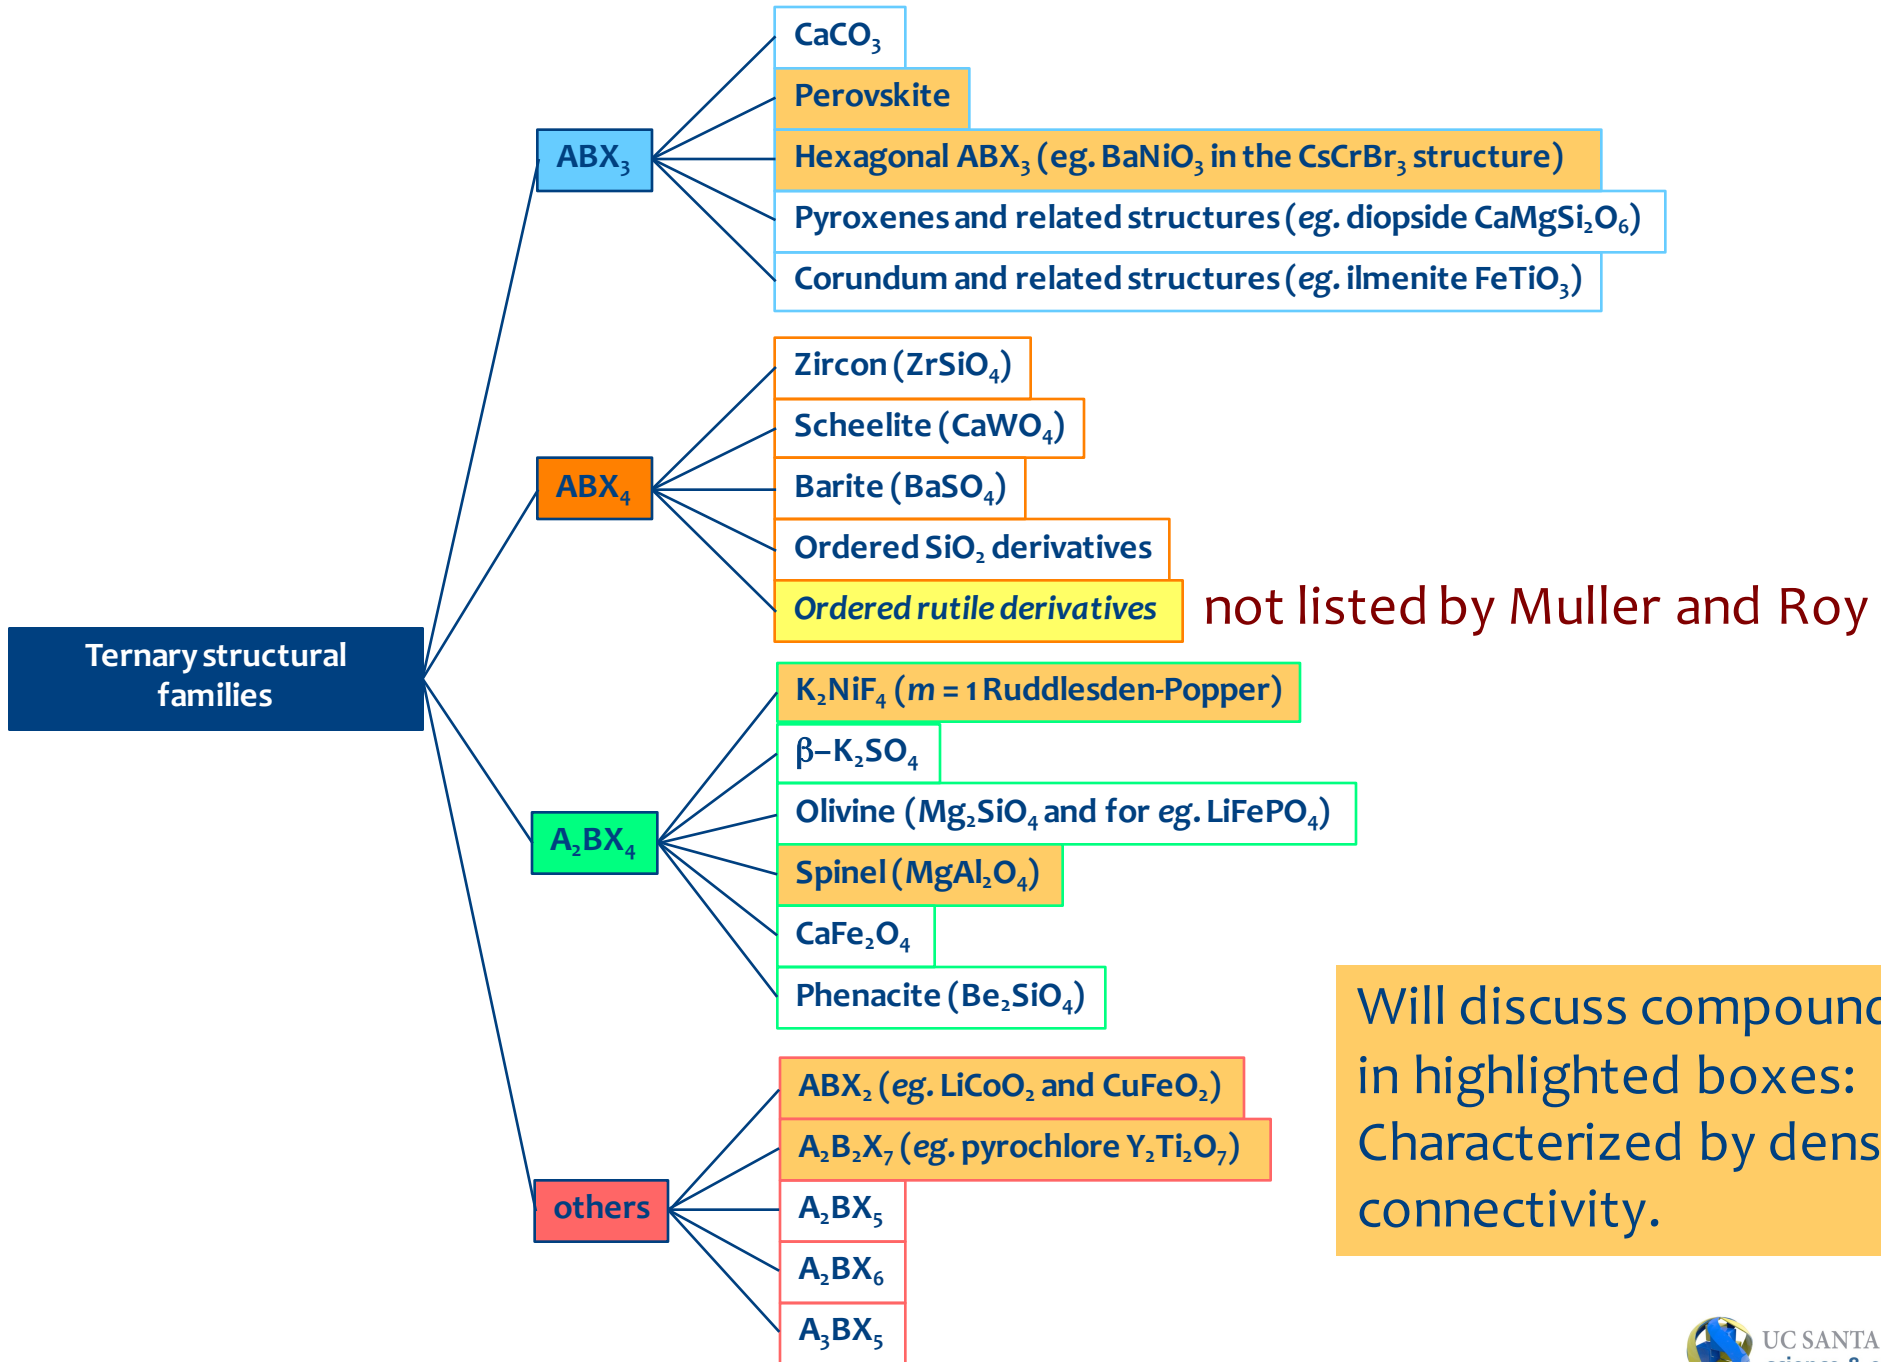 CaCO₃
Perovskite
ABX₃
Hexagonal ABX₃ (eg. BaNiO₃ in the CsCrBr₃ structure)
Pyroxenes and related structures (eg. diopside CaMgSi₂O₆)
Corundum and related structures (eg. ilmenite FeTiO₃)
Zircon (ZrSiO₄)
Scheelite (CaWO₄)
ABX₄
Barite (BaSO₄)
Ordered SiO₂ derivatives
Ordered rutile derivatives not listed by Muller and Roy
Ternary structural
families
K₂NiF₄ (m = 1 Ruddlesden-Popper)
β–K₂SO₄
Olivine (Mg₂SiO₄ and for eg. LiFePO₄)
A₂BX₄
Spinel (MgAl₂O₄)
CaFe₂O₄
Phenacite (Be₂SiO₄)
Will discuss compound
in highlighted boxes:
Characterized by dens
connectivity.
ABX₂ (eg. LiCoO₂ and CuFeO₂)
A₂B₂X₇ (eg. pyrochlore Y₂Ti₂O₇)
others
A₂BX₅
A₂BX₆
A₃BX₅
UC SANTA